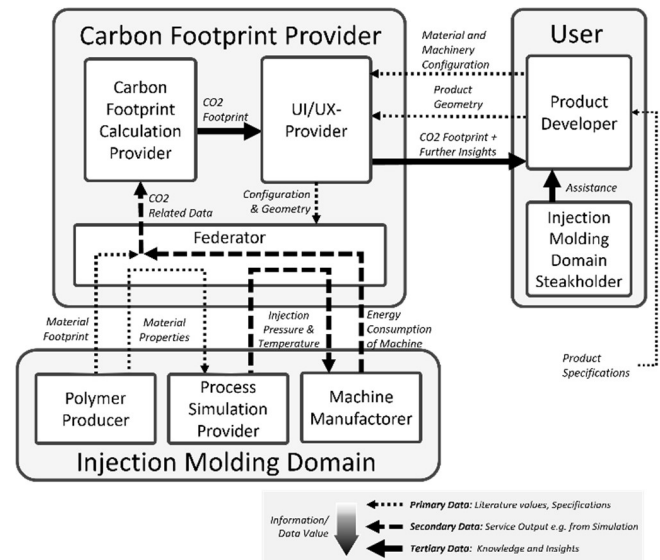 Carbon Footprint Provider
User
Material and
Machinery
Configuration
Carbon
Footprint
Calculation
Provider
CO2
Footprint
UI/UX-
Provider
Product
Geometry
Product
Developer
CO2 Footprint +
Further Insights
CO2
Related Data
Configuration
& Geometry
Assistance
Federator
Injection
Molding
Domain
Steakholder
Material
Footprint
Material
Properties
Injection
Pressure &
Temperature
Energy
Consumption
of Machine
Product
Specifications
Polymer
Producer
Process
Simulation
Provider
Machine
Manufactorer
Injection Molding Domain
Information/
Data Value
Primary Data: Literature values, Specifications
Secondary Data: Service Output e.g. from Simulation
Tertiary Data: Knowledge and Insights